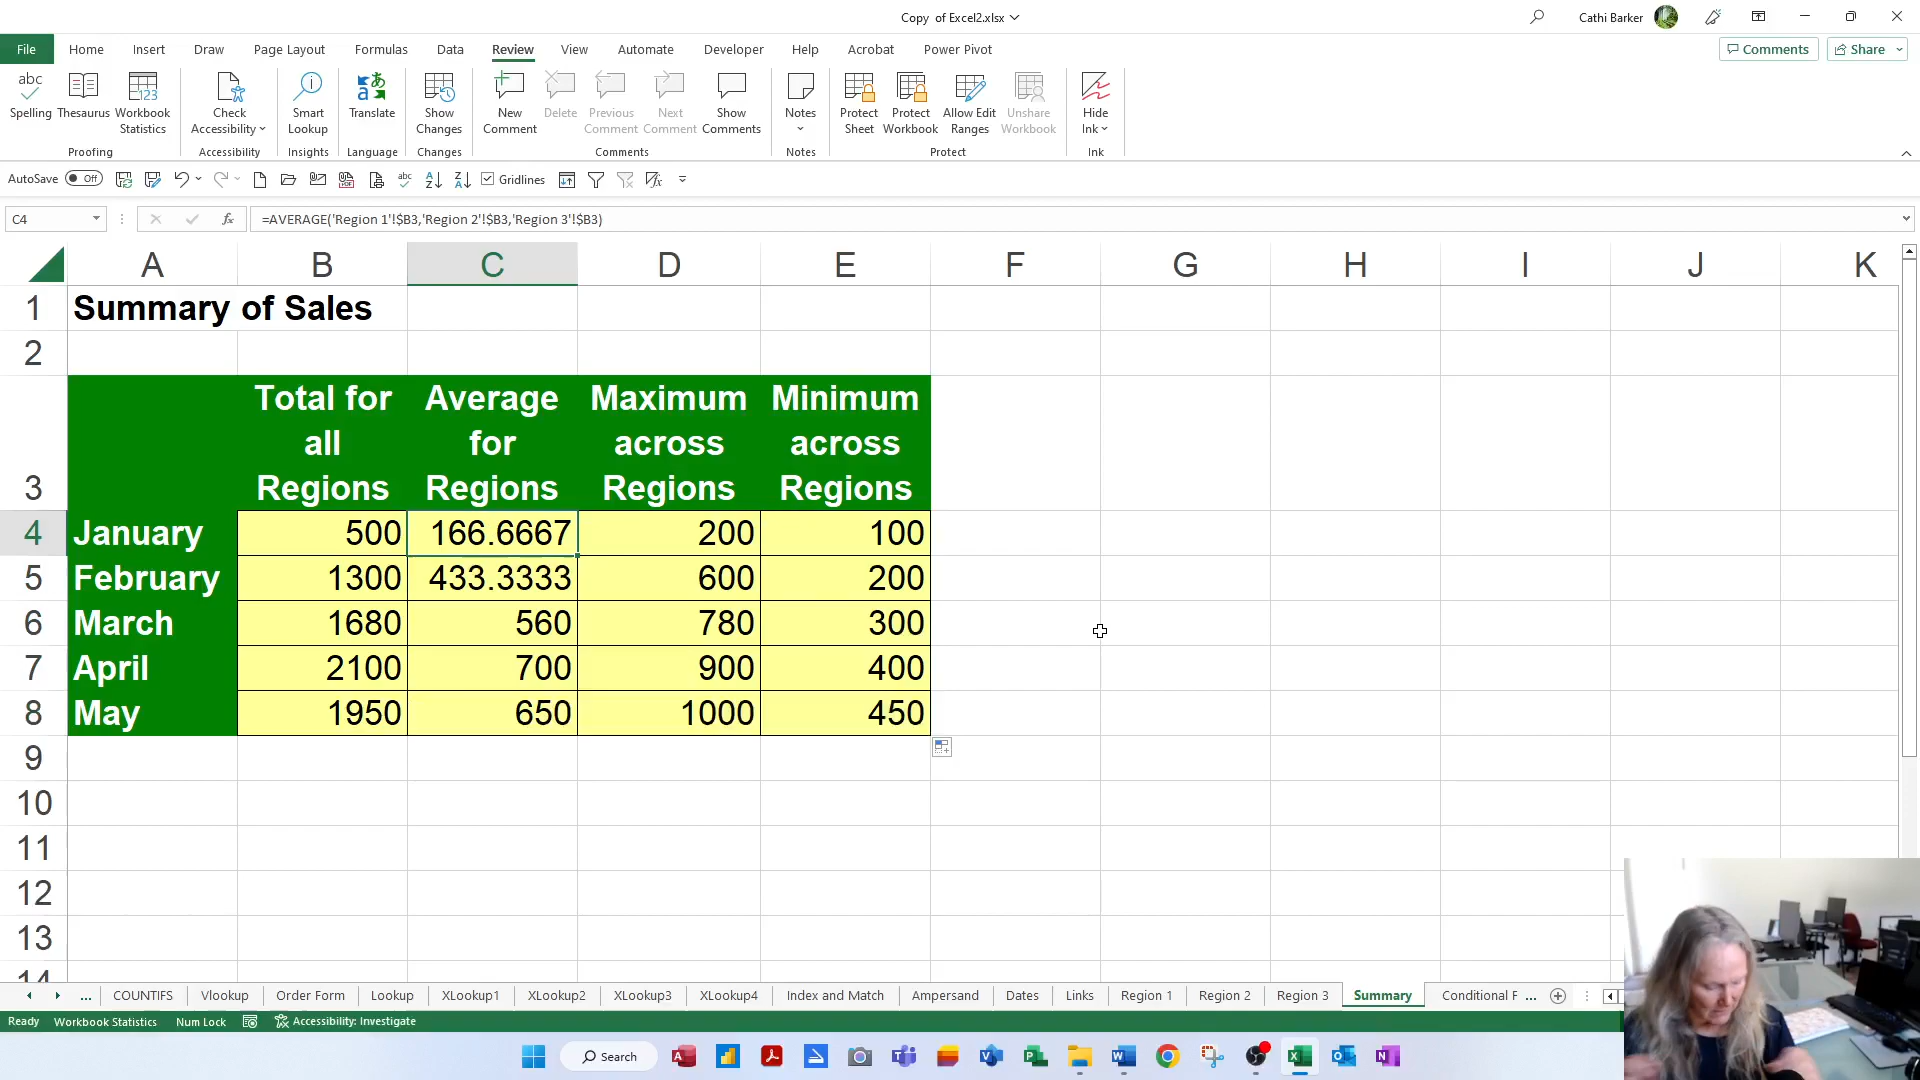 Copy of Excel2.xlsx
Cathi Barker
File Home Insert Draw Page Layout Formulas Data Review View Automate Developer Help Acrobat Power Pivot
Comments Share
abc
Spelling Thesaurus Workbook Statistics Check Accessibility Smart Lookup Translate Show Changes New Comment Delete Previous Comment Next Comment Show Comments Notes Protect Sheet Protect Workbook Allow Edit Ranges Unshare Workbook Hide Ink
Proofing Accessibility Insights Language Changes Comments Notes Protect Ink
AutoSave Off Gridlines
C4 fx =AVERAGE('Region 1'!$B3,'Region 2'!$B3,'Region 3'!$B3)
A B C D E F G H I J K
1 Summary of Sales
2
3 Total for all Regions Average for Regions Maximum across Regions Minimum across Regions
4 January 500 166.6667 200 100
5 February 1300 433.3333 600 200
6 March 1680 560 780 300
7 April 2100 700 900 400
8 May 1950 650 1000 450
9
10
11
12
13
14
... COUNTIFS Vlookup Order Form Lookup XLookup1 XLookup2 XLookup3 XLookup4 Index and Match Ampersand Dates Links Region 1 Region 2 Region 3 Summary Conditional F ...
Ready Workbook Statistics Num Lock Accessibility: Investigate
Search